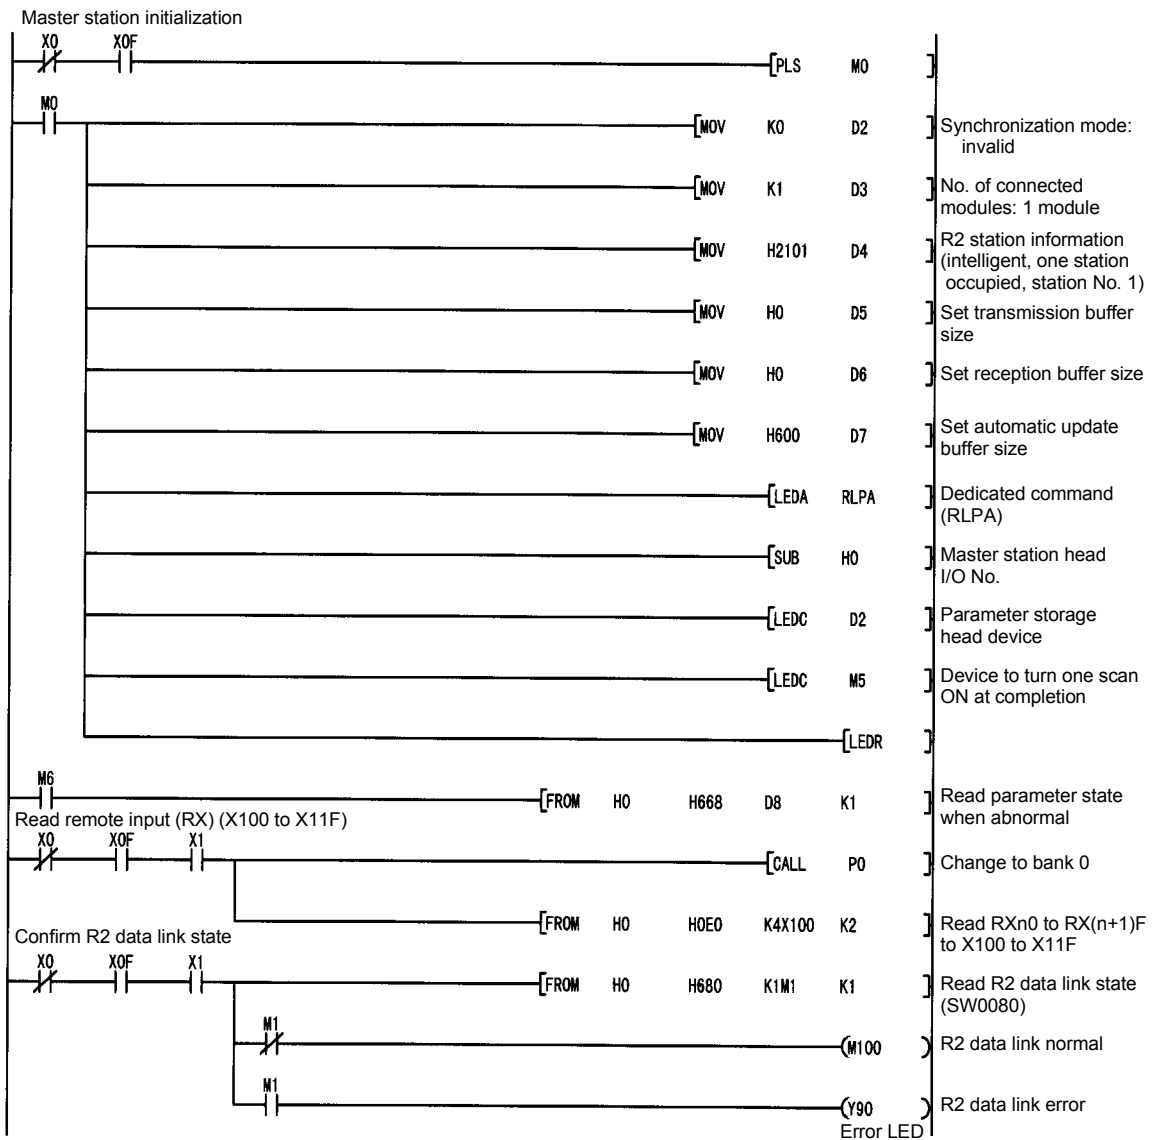 Master station initialization
X0 X0F
PLS M0
M0
MOV K0 D2 Synchronization mode:
invalid
MOV K1 D3 No. of connected
modules: 1 module
MOV H2101 D4 R2 station information
(intelligent, one station
occupied, station No. 1)
MOV H0 D5 Set transmission buffer
size
MOV H0 D6 Set reception buffer size
MOV H600 D7 Set automatic update
buffer size
LEDA RLPA Dedicated command
(RLPA)
SUB H0 Master station head
I/O No.
LEDC D2 Parameter storage
head device
LEDC M5 Device to turn one scan
ON at completion
LEDR
M6
FROM H0 H668 D8 K1 Read parameter state
when abnormal
Read remote input (RX) (X100 to X11F)
X0 X0F X1
CALL P0 Change to bank 0
FROM H0 H0E0 K4X100 K2 Read RXn0 to RX(n+1)F
to X100 to X11F
Confirm R2 data link state
X0 X0F X1
FROM H0 H680 K1M1 K1 Read R2 data link state
(SW0080)
M1
M100 R2 data link normal
M1
Y90 R2 data link error
Error LED